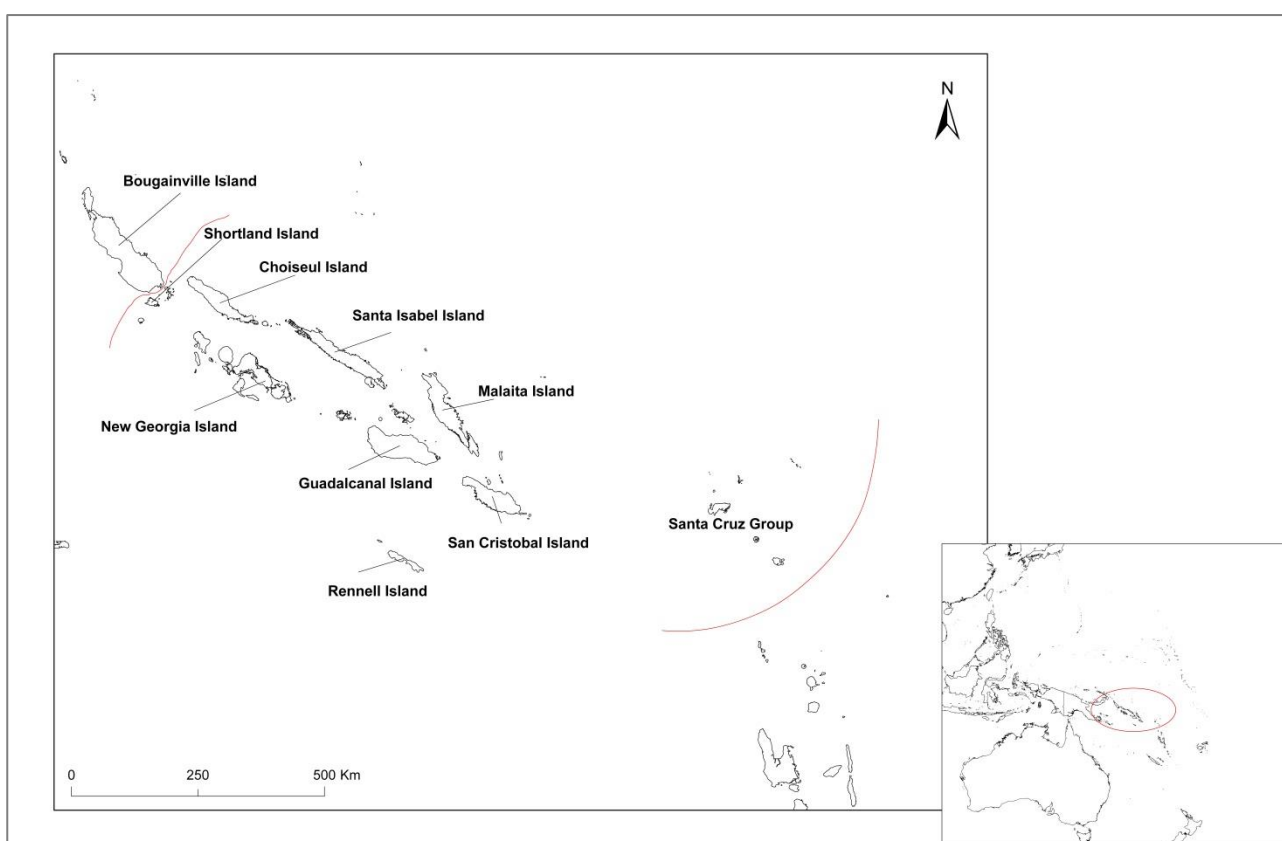 N
Bougainville Island
Shortland Island
Choiseul Island
Santa Isabel Island
Malaita Island
New Georgia Island
Guadalcanal Island
Santa Cruz Group
San Cristobal Island
Rennell Island
0 250 500 Km